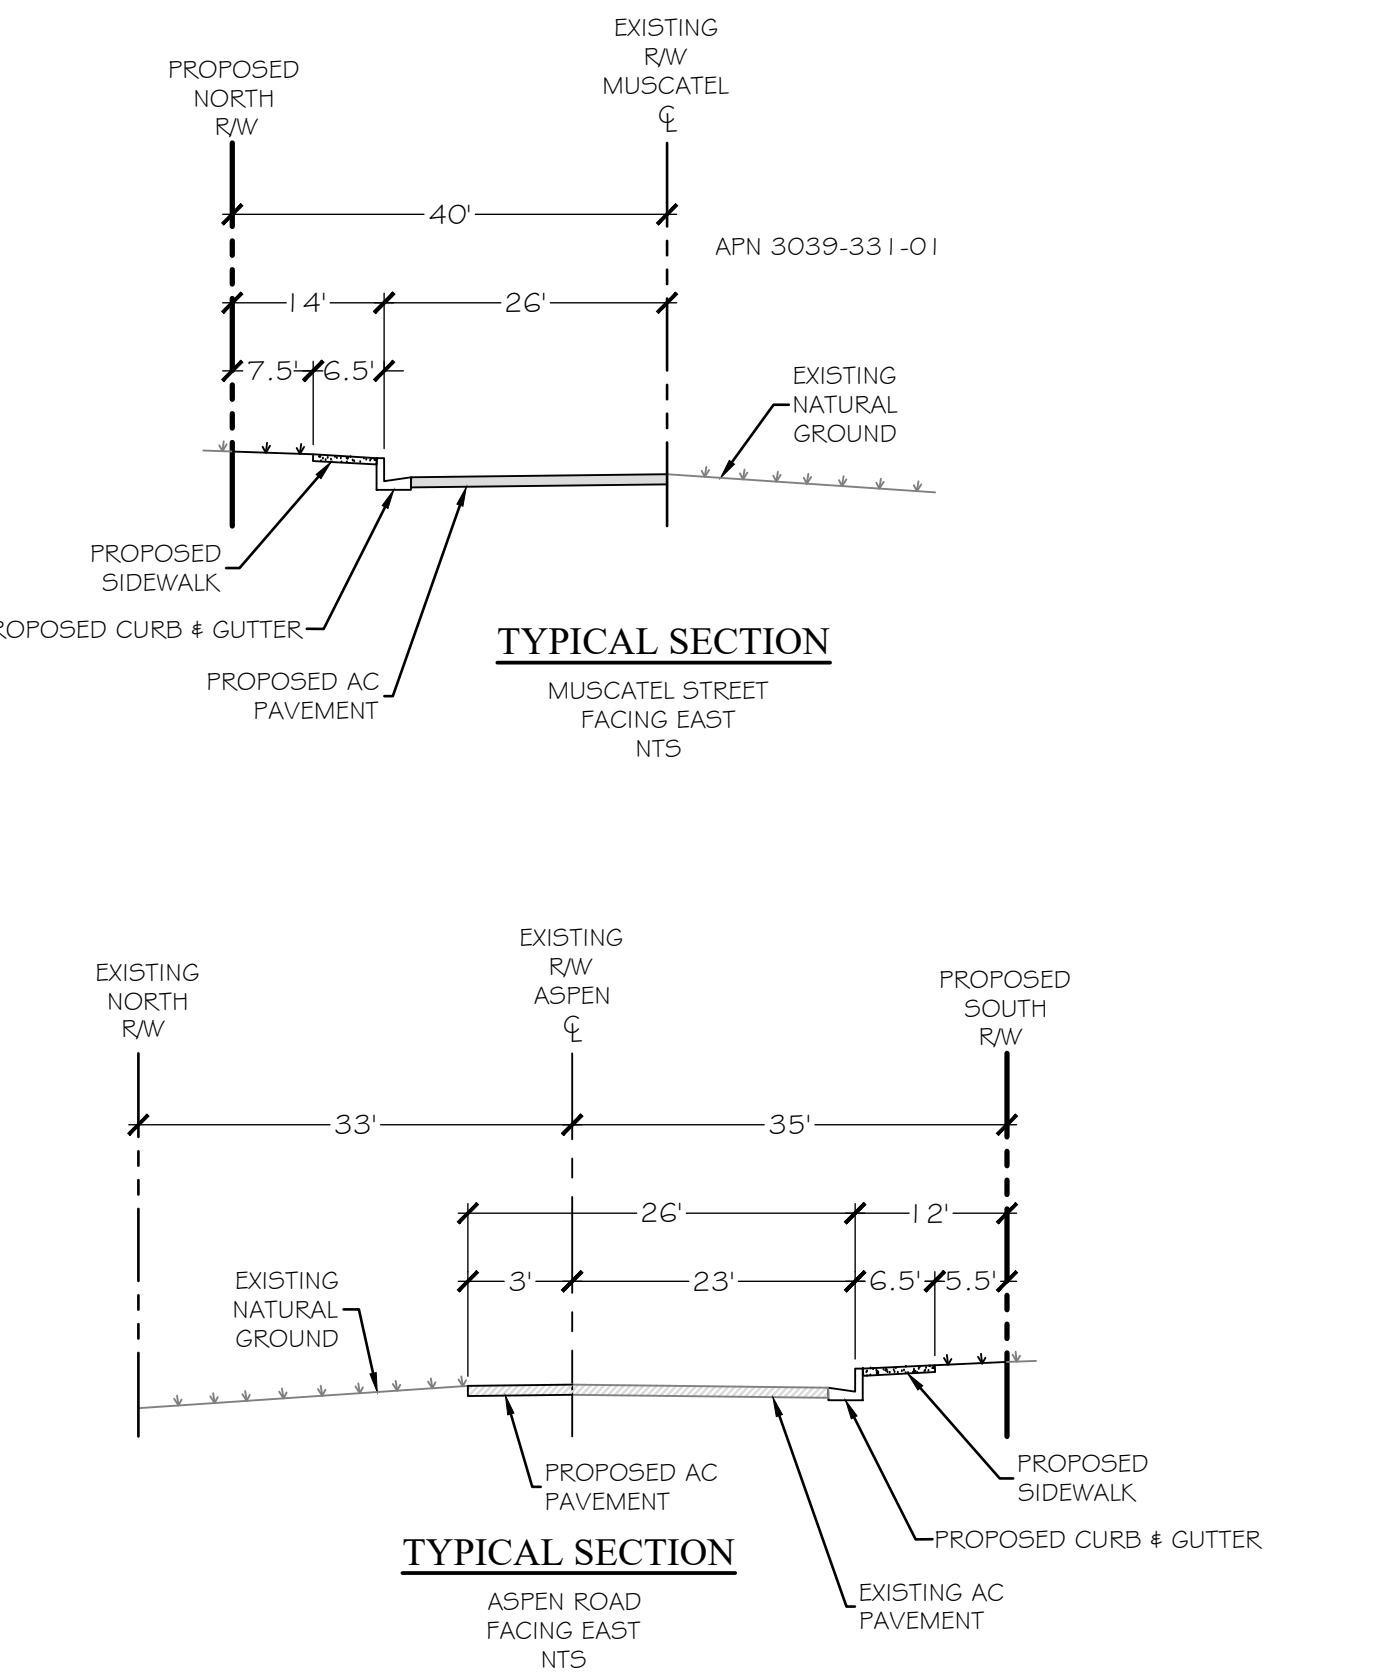 EXISTING
R/W
MUSCATEL
℄
PROPOSED
NORTH
R/W
40'
APN 3039-331-01
14'
26'
7.5'
6.5'
EXISTING
NATURAL
GROUND
PROPOSED
SIDEWALK
ROPOSED CURB & GUTTER
PROPOSED AC
PAVEMENT
TYPICAL SECTION
MUSCATEL STREET
FACING EAST
NTS
EXISTING
NORTH
R/W
EXISTING
R/W
ASPEN
℄
PROPOSED
SOUTH
R/W
33'
35'
26'
12'
3'
23'
6.5'
5.5'
EXISTING
NATURAL
GROUND
PROPOSED AC
PAVEMENT
PROPOSED
SIDEWALK
PROPOSED CURB & GUTTER
EXISTING AC
PAVEMENT
TYPICAL SECTION
ASPEN ROAD
FACING EAST
NTS